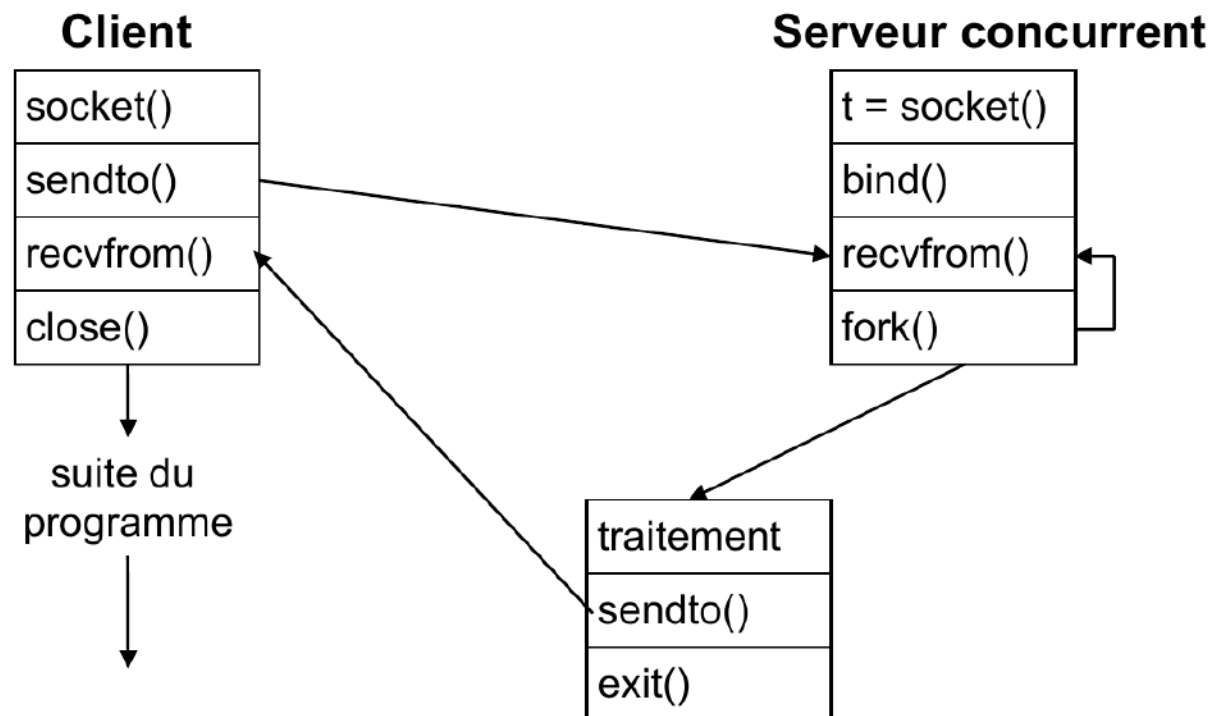 Client
socket()
sendto()
recvfrom()
close()
suite du
programme
Serveur concurrent
t = socket()
bind()
recvfrom()
fork()
traitement
sendto()
exit()